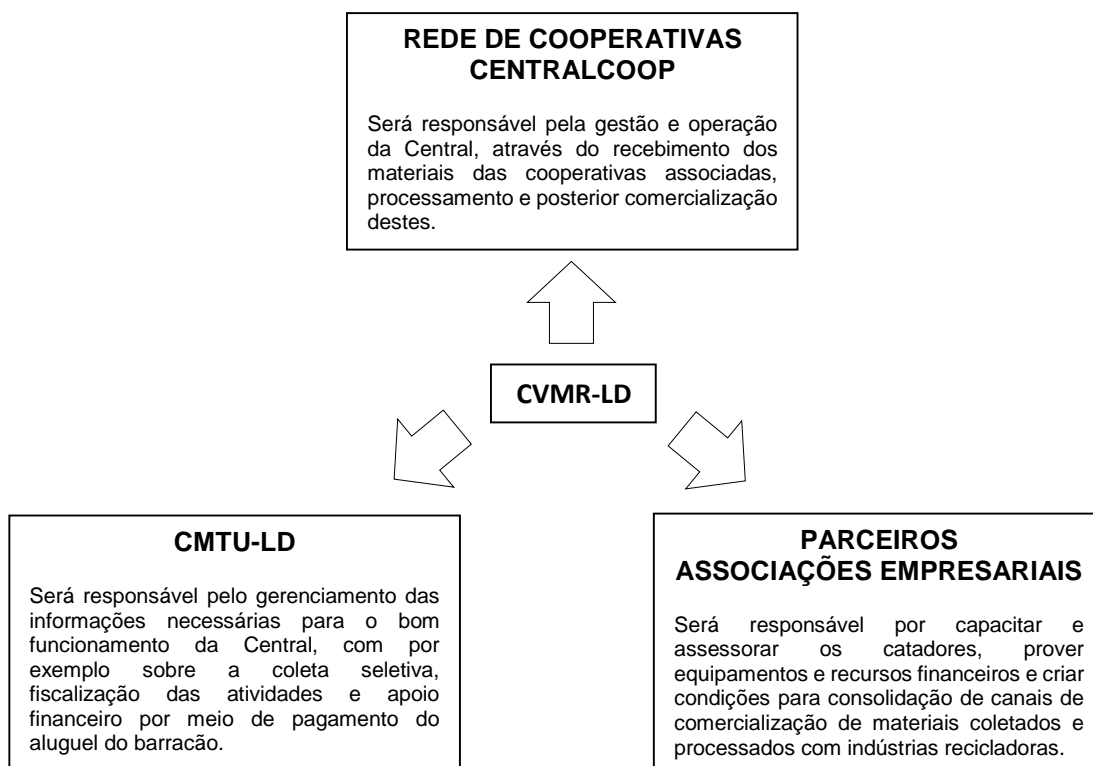 REDE DE COOPERATIVAS
CENTRALCOOP
Será responsável pela gestão e operação
da Central, através do recebimento dos
materiais das cooperativas associadas,
processamento e posterior comercialização
destes.
CVMR-LD
CMTU-LD
Será responsável pelo gerenciamento das
informações necessárias para o bom
funcionamento da Central, com por
exemplo sobre a coleta seletiva,
fiscalização das atividades e apoio
financeiro por meio de pagamento do
aluguel do barracão.
PARCEIROS
ASSOCIAÇÕES EMPRESARIAIS
Será responsável por capacitar e
assessorar os catadores, prover
equipamentos e recursos financeiros e criar
condições para consolidação de canais de
comercialização de materiais coletados e
processados com indústrias recicladoras.